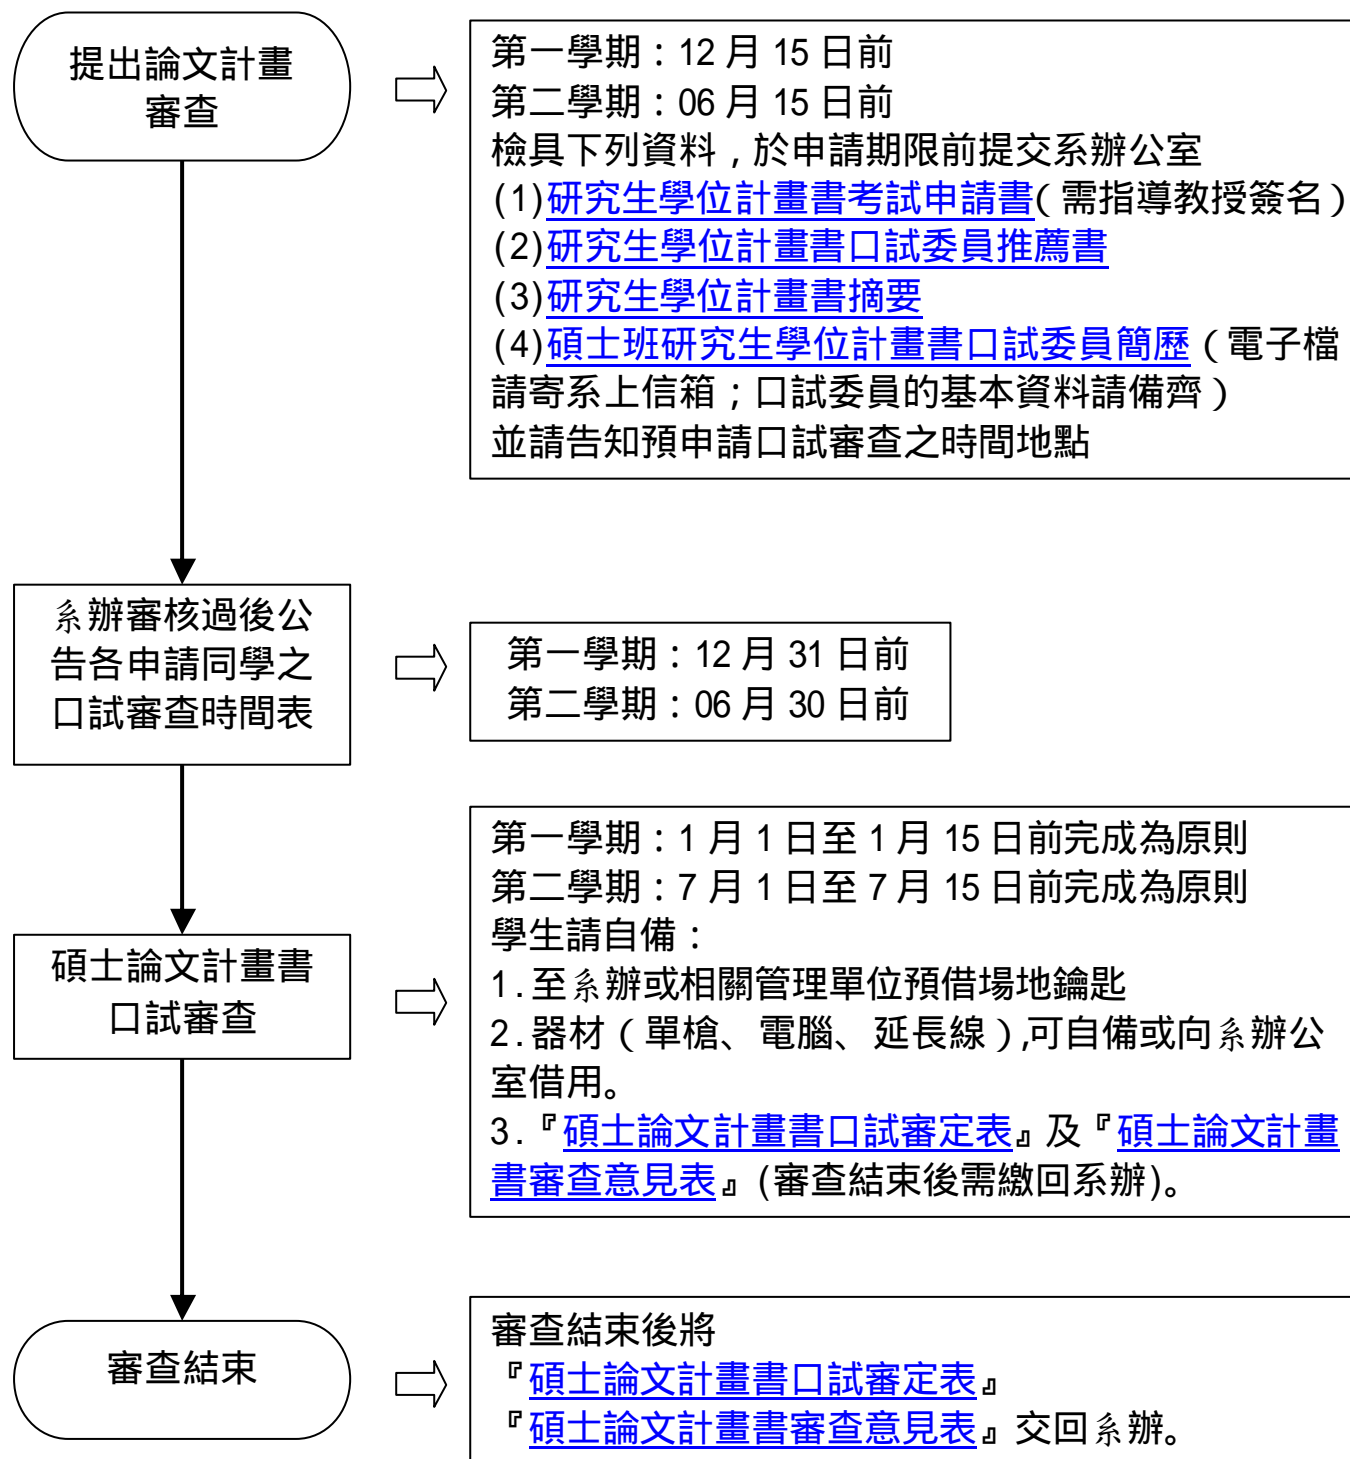 提出論文計畫
審查
第一學期：12 月 15 日前
第二學期：06 月 15 日前
檢具下列資料，於申請期限前提交系辦公室
(1)研究生學位計畫書考試申請書(需指導教授簽名)
(2)研究生學位計畫書口試委員推薦書
(3)研究生學位計畫書摘要
(4)碩士班研究生學位計畫書口試委員簡歷（電子檔
請寄系上信箱；口試委員的基本資料請備齊）
並請告知預申請口試審查之時間地點
系辦審核過後公
告各申請同學之
口試審查時間表
第一學期：12 月 31 日前
第二學期：06 月 30 日前
碩士論文計畫書
口試審查
第一學期：1 月 1 日至 1 月 15 日前完成為原則
第二學期：7 月 1 日至 7 月 15 日前完成為原則
學生請自備：
1.至系辦或相關管理單位預借場地鑰匙
2.器材（單槍、電腦、延長線）,可自備或向系辦公
室借用。
3.『碩士論文計畫書口試審定表』及『碩士論文計畫
書審查意見表』(審查結束後需繳回系辦)。
審查結束
審查結束後將
『碩士論文計畫書口試審定表』
『碩士論文計畫書審查意見表』交回系辦。